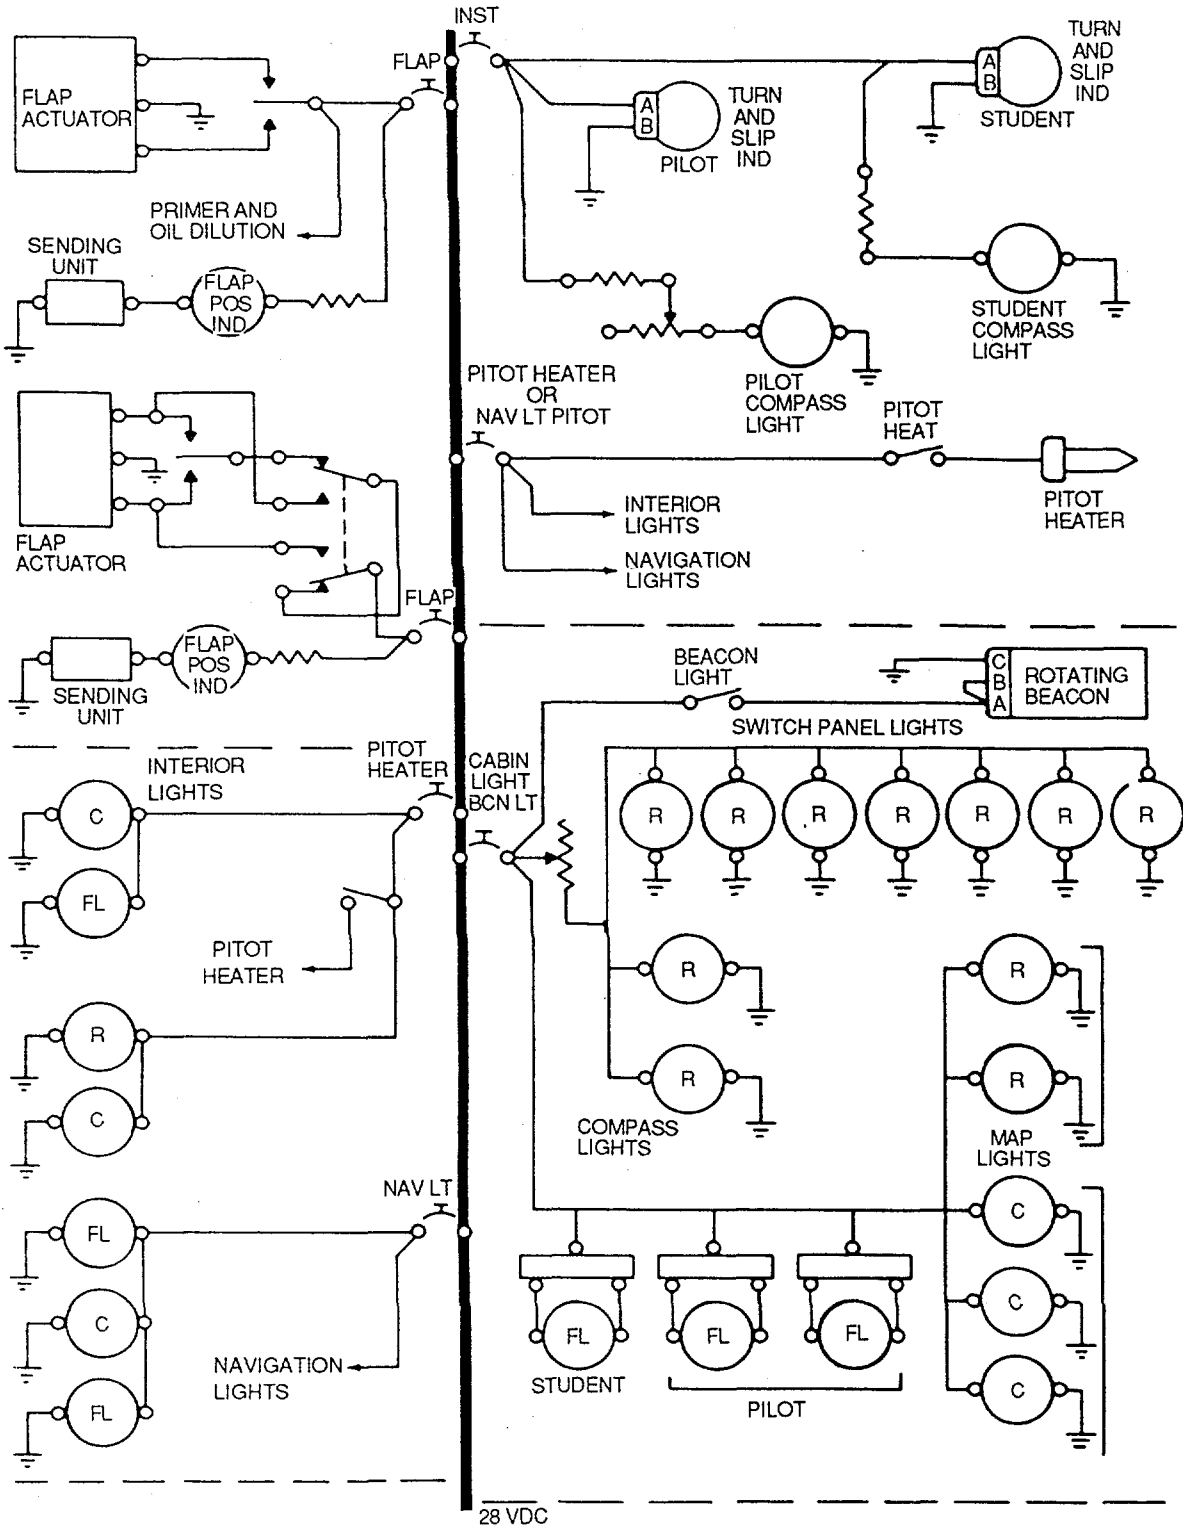 INST
FLAP
FLAP
ACTUATOR
A
B
TURN
AND
SLIP
IND
PILOT
A
B
TURN
AND
SLIP
IND
STUDENT
PRIMER AND
OIL DILUTION
SENDING
UNIT
FLAP
POS
IND
STUDENT
COMPASS
LIGHT
PILOT
COMPASS
LIGHT
PITOT HEATER
OR
NAV LT PITOT
PITOT
HEAT
PITOT
HEATER
INTERIOR
LIGHTS
NAVIGATION
LIGHTS
FLAP
ACTUATOR
FLAP
FLAP
POS
IND
SENDING
UNIT
BEACON
LIGHT
C
B
A
ROTATING
BEACON
SWITCH PANEL LIGHTS
R
R
R
R
R
R
R
PITOT
HEATER
CABIN
LIGHT
BCN LT
INTERIOR
LIGHTS
C
FL
PITOT
HEATER
R
C
R
R
COMPASS
LIGHTS
R
R
MAP
LIGHTS
C
C
C
NAV LT
FL
C
FL
NAVIGATION
LIGHTS
FL
FL
FL
STUDENT
PILOT
28 VDC